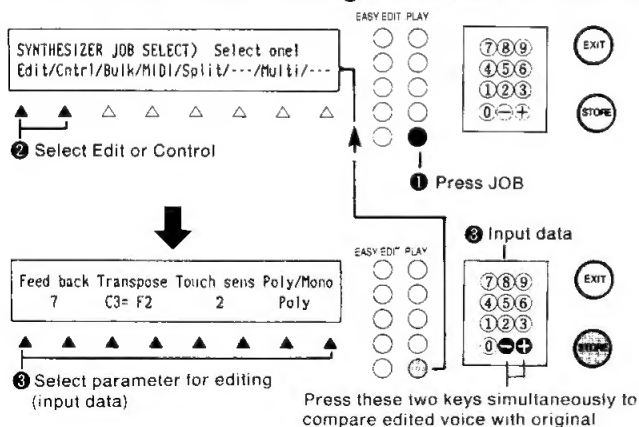 EASY EDIT PLAY
SYNTHESIZER JOB SELECT) Select one!
Edit/Cntrl/Bulk/MIDI/Split/---/Multi/---
7 8 9
4 5 6
1 2 3
0 − +
EXIT
STORE
❷ Select Edit or Control
❶ Press JOB
❸ Input data
EASY EDIT PLAY
Feed back Transpose Touch sens Poly/Mono
7 C3= F2 2 Poly
7 8 9
4 5 6
1 2 3
0 − +
EXIT
STORE
❸ Select parameter for editing
(input data)
Press these two keys simultaneously to
compare edited voice with original